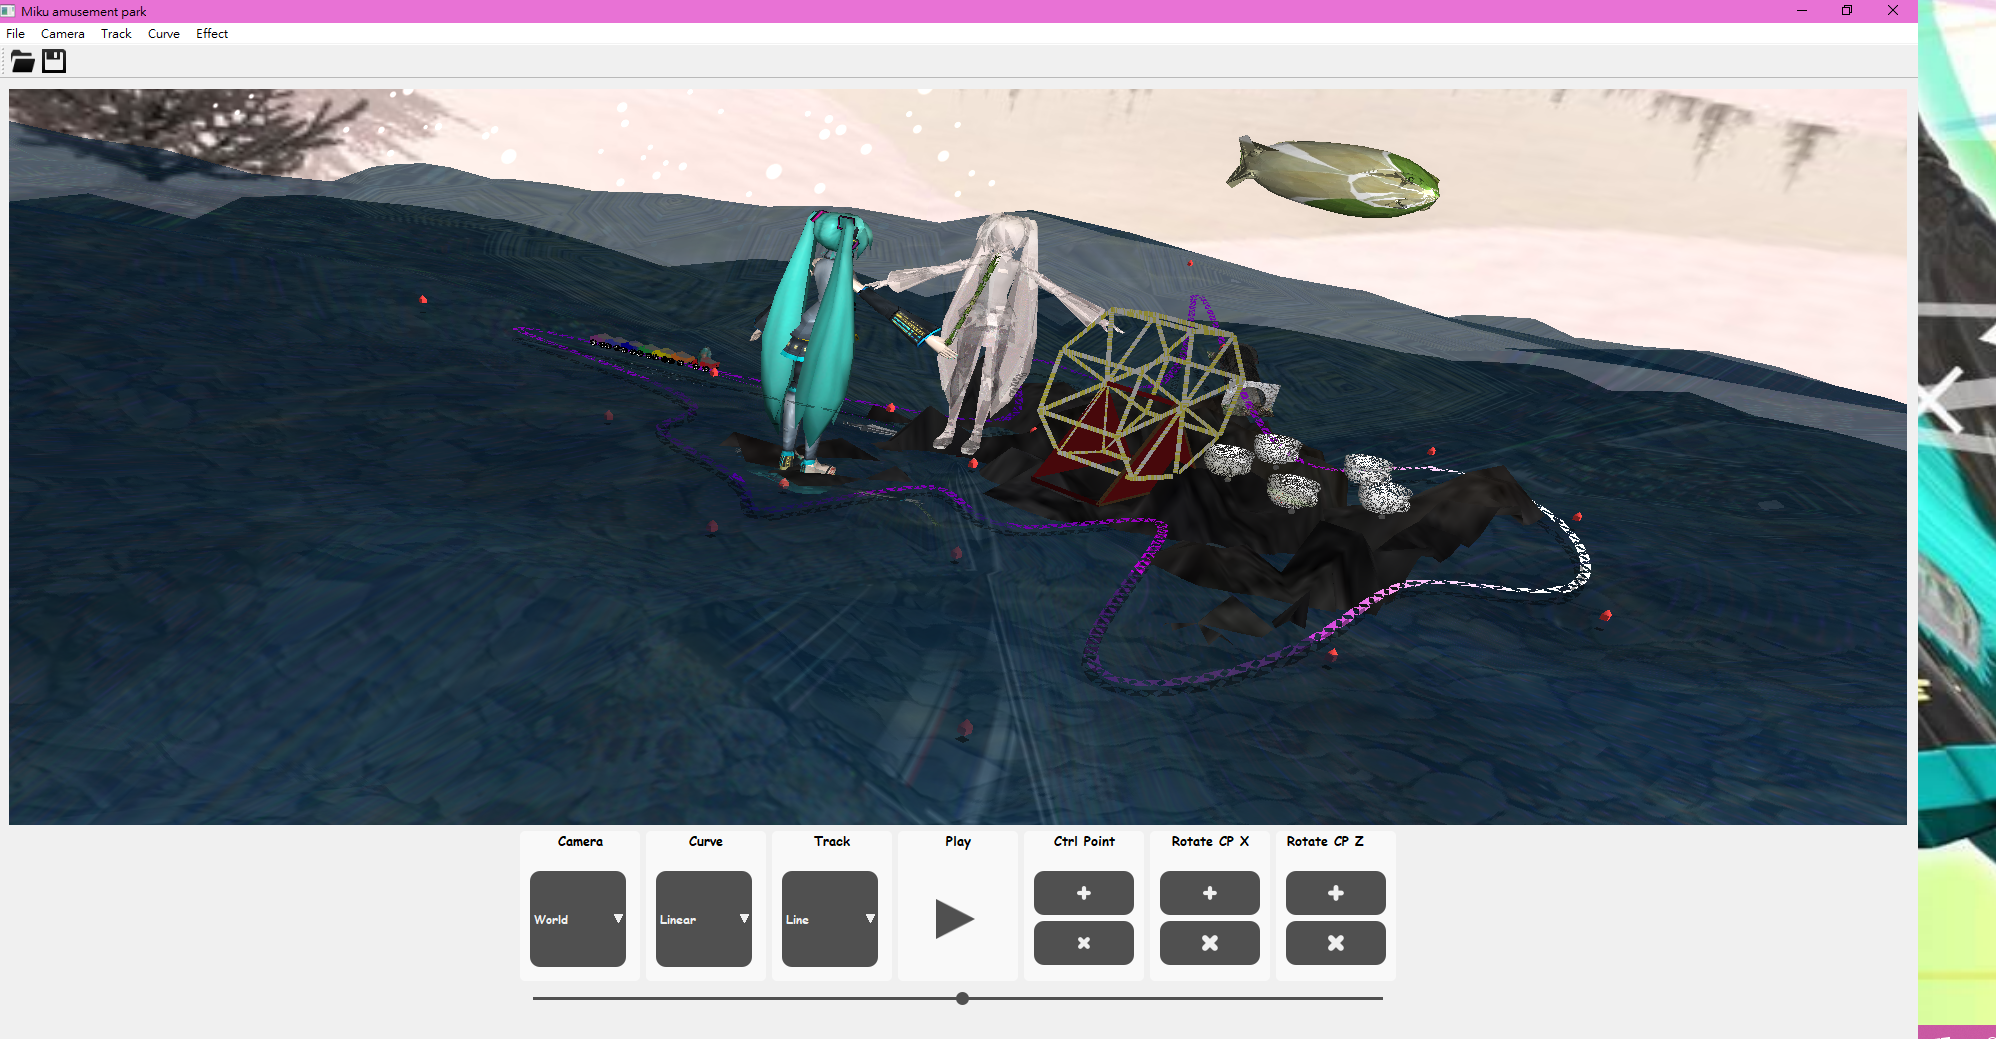 Miku amusement park
File Camera Track Curve Effect
Camera Curve Track Play Ctrl Point Rotate CP X Rotate CP Z
World Linear Line